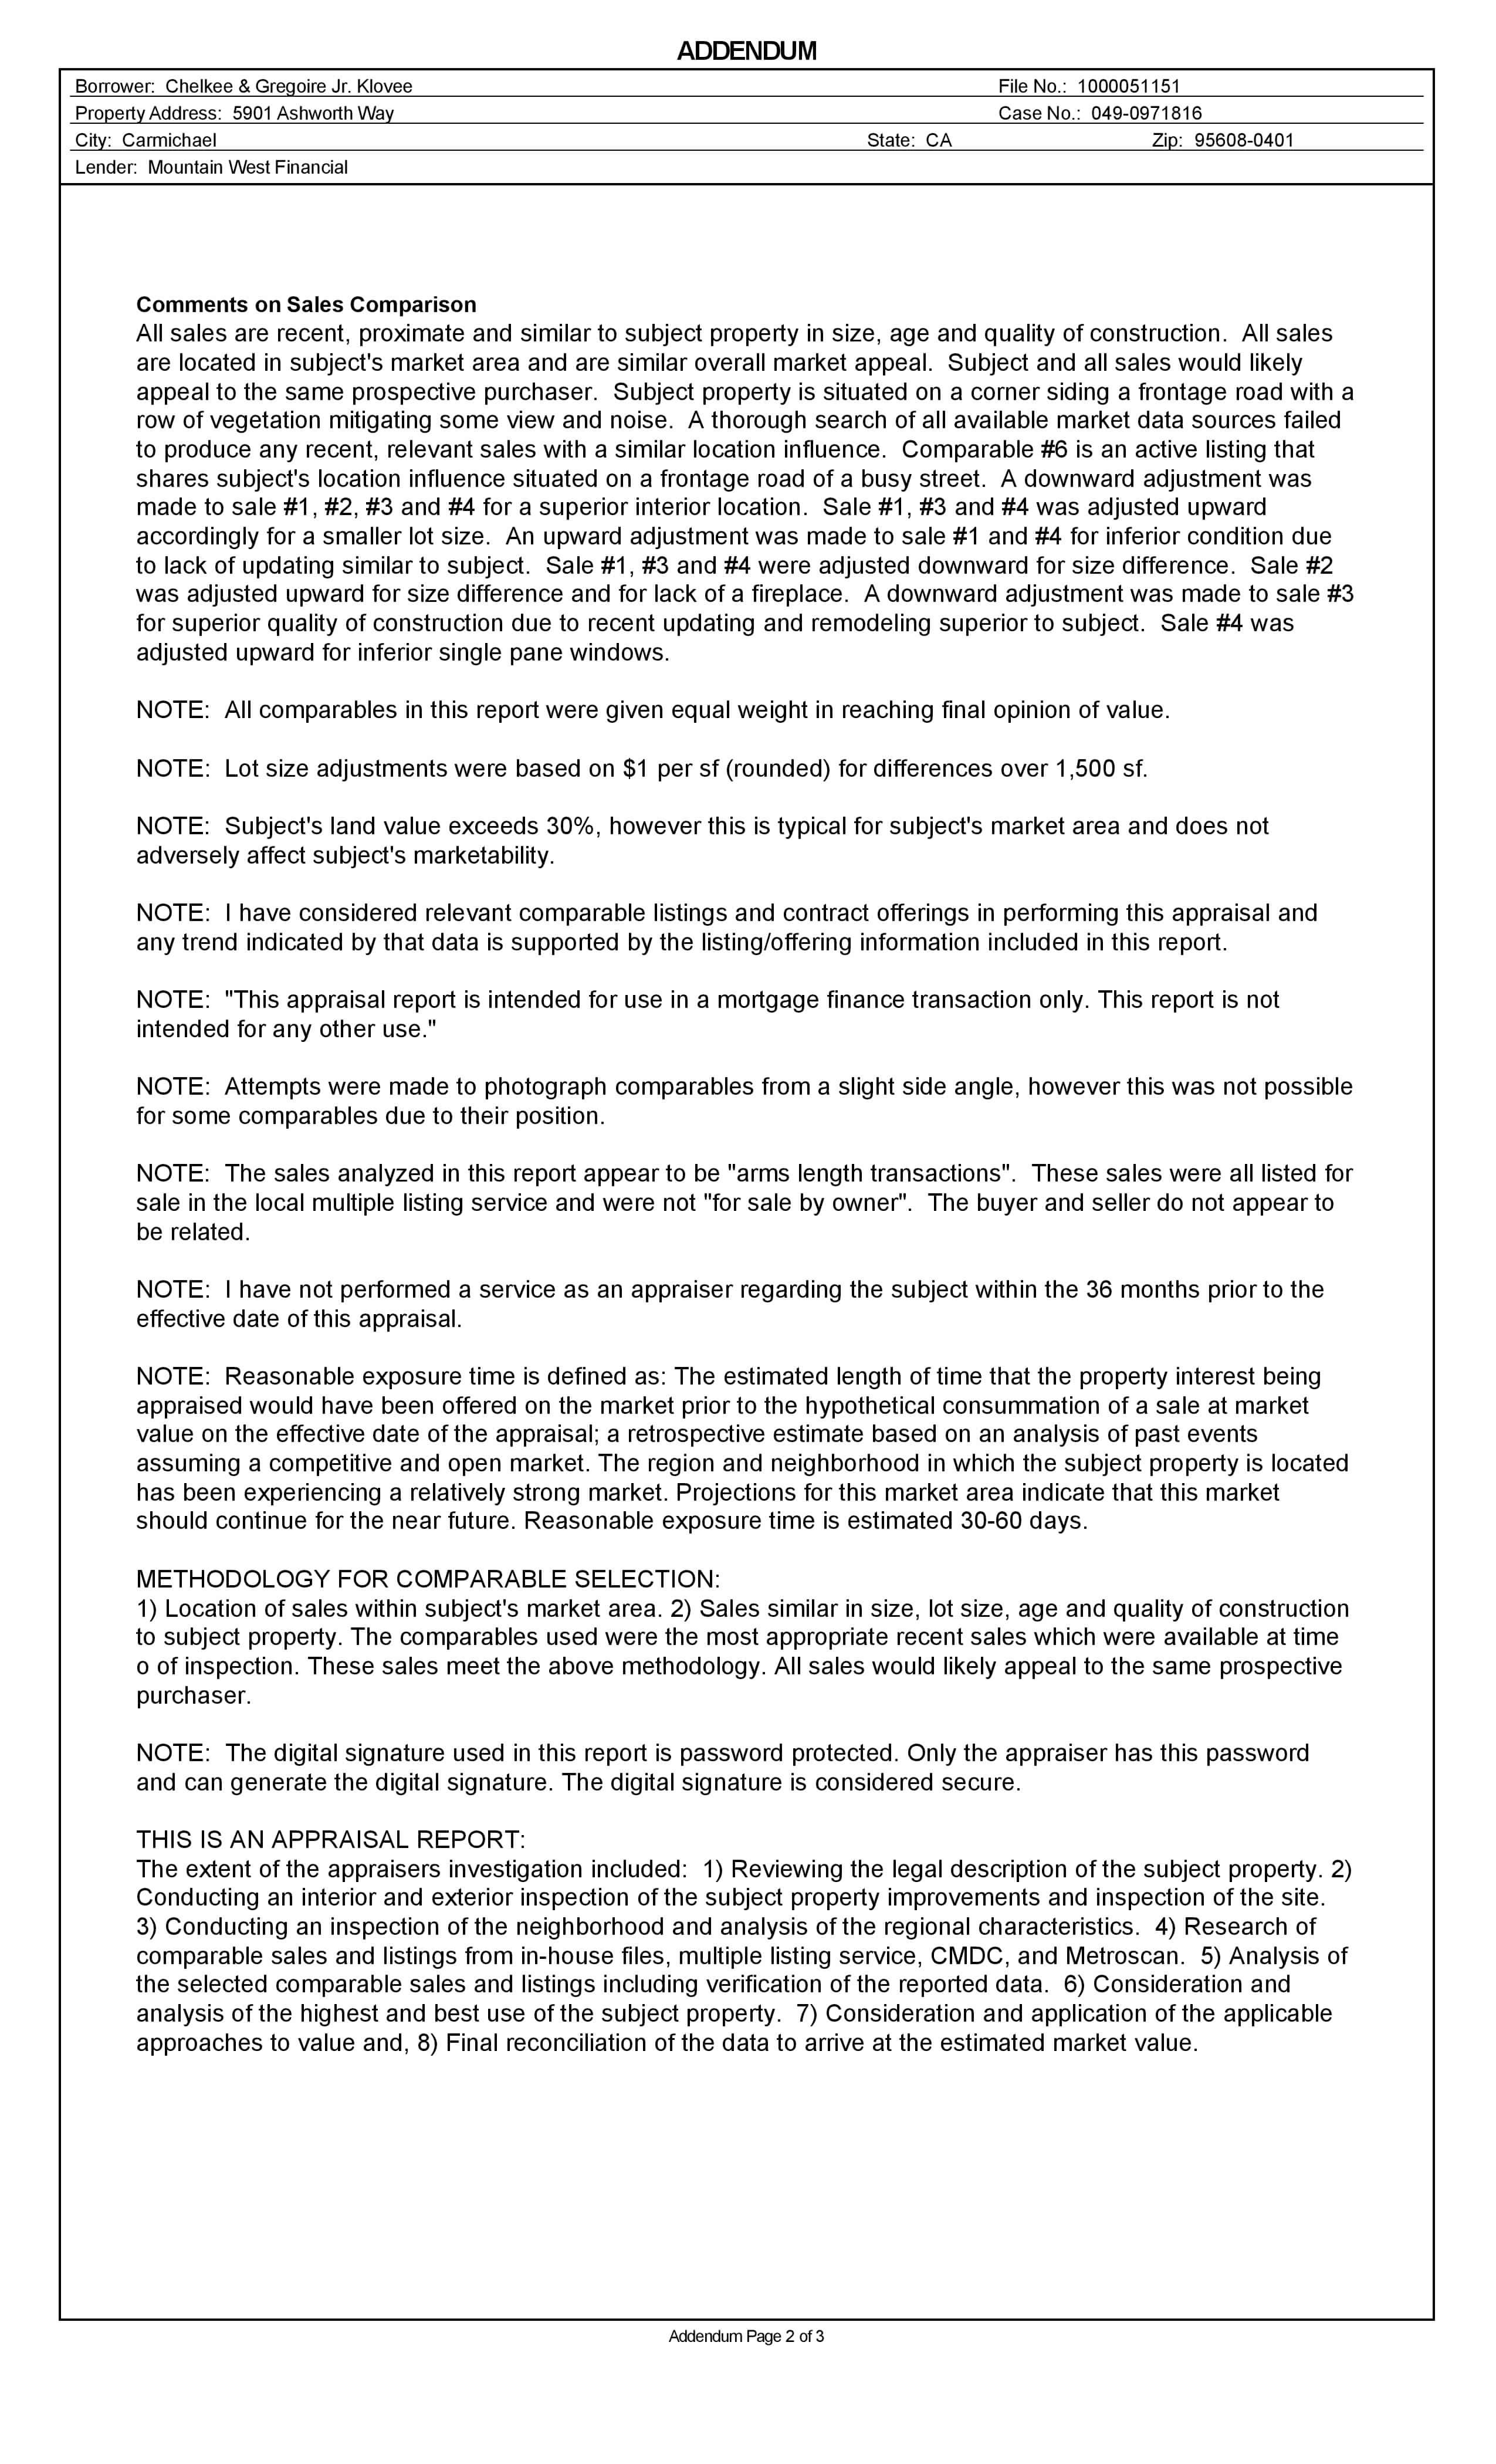 ADDENDUM
Borrower: Chelkee & Gregoire Jr. Klovee File No.: 1000051151
Property Address: 5901 Ashworth Way Case No.: 049-0971816
City: Carmichael State: CA Zip: 95608-0401
Lender: Mountain West Financial
Comments on Sales Comparison
All sales are recent, proximate and similar to subject property in size, age and quality of construction. All sales
are located in subject's market area and are similar overall market appeal. Subject and all sales would likely
appeal to the same prospective purchaser. Subject property is situated on a corner siding a frontage road with a
row of vegetation mitigating some view and noise. A thorough search of all available market data sources failed
to produce any recent, relevant sales with a similar location influence. Comparable #6 is an active listing that
shares subject's location influence situated on a frontage road of a busy street. A downward adjustment was
made to sale #1, #2, #3 and #4 for a superior interior location. Sale #1, #3 and #4 was adjusted upward
accordingly for a smaller lot size. An upward adjustment was made to sale #1 and #4 for inferior condition due
to lack of updating similar to subject. Sale #1, #3 and #4 were adjusted downward for size difference. Sale #2
was adjusted upward for size difference and for lack of a fireplace. A downward adjustment was made to sale #3
for superior quality of construction due to recent updating and remodeling superior to subject. Sale #4 was
adjusted upward for inferior single pane windows.
NOTE: All comparables in this report were given equal weight in reaching final opinion of value.
NOTE: Lot size adjustments were based on $1 per sf (rounded) for differences over 1,500 sf.
NOTE: Subject's land value exceeds 30%, however this is typical for subject's market area and does not
adversely affect subject's marketability.
NOTE: I have considered relevant comparable listings and contract offerings in performing this appraisal and
any trend indicated by that data is supported by the listing/offering information included in this report.
NOTE: "This appraisal report is intended for use in a mortgage finance transaction only. This report is not
intended for any other use."
NOTE: Attempts were made to photograph comparables from a slight side angle, however this was not possible
for some comparables due to their position.
NOTE: The sales analyzed in this report appear to be "arms length transactions". These sales were all listed for
sale in the local multiple listing service and were not "for sale by owner". The buyer and seller do not appear to
be related.
NOTE: I have not performed a service as an appraiser regarding the subject within the 36 months prior to the
effective date of this appraisal.
NOTE: Reasonable exposure time is defined as: The estimated length of time that the property interest being
appraised would have been offered on the market prior to the hypothetical consummation of a sale at market
value on the effective date of the appraisal; a retrospective estimate based on an analysis of past events
assuming a competitive and open market. The region and neighborhood in which the subject property is located
has been experiencing a relatively strong market. Projections for this market area indicate that this market
should continue for the near future. Reasonable exposure time is estimated 30-60 days.
METHODOLOGY FOR COMPARABLE SELECTION:
1) Location of sales within subject's market area. 2) Sales similar in size, lot size, age and quality of construction
to subject property. The comparables used were the most appropriate recent sales which were available at time
o of inspection. These sales meet the above methodology. All sales would likely appeal to the same prospective
purchaser.
NOTE: The digital signature used in this report is password protected. Only the appraiser has this password
and can generate the digital signature. The digital signature is considered secure.
THIS IS AN APPRAISAL REPORT:
The extent of the appraisers investigation included: 1) Reviewing the legal description of the subject property. 2)
Conducting an interior and exterior inspection of the subject property improvements and inspection of the site.
3) Conducting an inspection of the neighborhood and analysis of the regional characteristics. 4) Research of
comparable sales and listings from in-house files, multiple listing service, CMDC, and Metroscan. 5) Analysis of
the selected comparable sales and listings including verification of the reported data. 6) Consideration and
analysis of the highest and best use of the subject property. 7) Consideration and application of the applicable
approaches to value and, 8) Final reconciliation of the data to arrive at the estimated market value.
Addendum Page 2 of 3